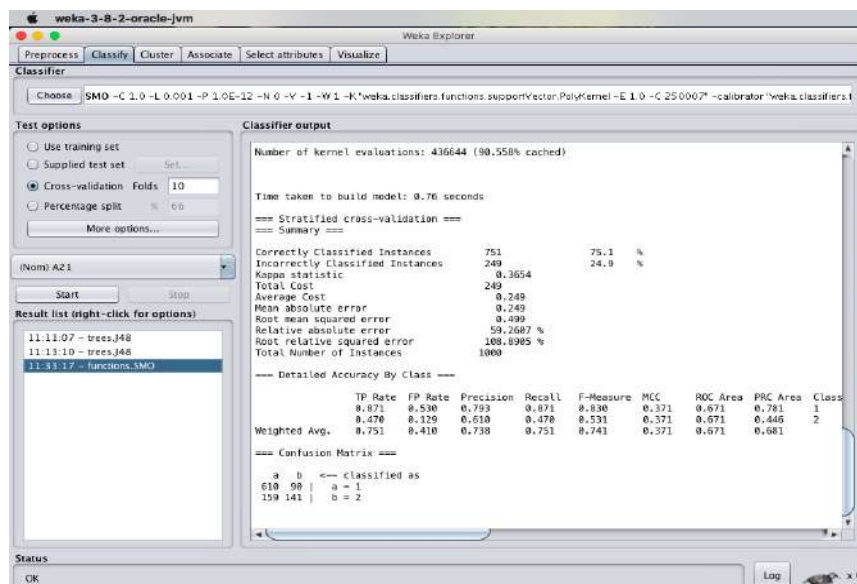 weka-3-8-2-oracle-jvm
Weka Explorer
Preprocess Classify Cluster Associate Select attributes Visualize
Classifier
Choose SMO -C 1.0 -L 0.001 -P 1.0E-12 -N 0 -V -1 -W 1 -K "weka.classifiers.functions.supportVector.PolyKernel -E 1.0 -C 250007" -calibrator "weka.classifiers.f
Test options
Use training set
Supplied test set Set...
Cross-validation Folds 10
Percentage split % 66
More options...
(Nom) A21
Start Stop
Result list (right-click for options)
11:11:07 - trees.J48
11:13:10 - trees.J48
11:33:17 - functions.SMO
Classifier output
Number of kernel evaluations: 436644 (90.558% cached)
Time taken to build model: 0.76 seconds
=== Stratified cross-validation ===
=== Summary ===
Correctly Classified Instances 751 75.1 %
Incorrectly Classified Instances 249 24.9 %
Kappa statistic 0.3654
Total Cost 249
Average Cost 0.249
Mean absolute error 0.249
Root mean squared error 0.499
Relative absolute error 59.2607 %
Root relative squared error 108.8905 %
Total Number of Instances 1000
=== Detailed Accuracy By Class ===
TP Rate FP Rate Precision Recall F-Measure MCC ROC Area PRC Area Class
0.871 0.530 0.793 0.871 0.830 0.371 0.671 0.781 1
0.470 0.129 0.610 0.470 0.531 0.371 0.671 0.446 2
Weighted Avg. 0.751 0.410 0.738 0.751 0.741 0.371 0.671 0.681
=== Confusion Matrix ===
a b <-- classified as
610 90 | a = 1
159 141 | b = 2
Status
OK
Log
x